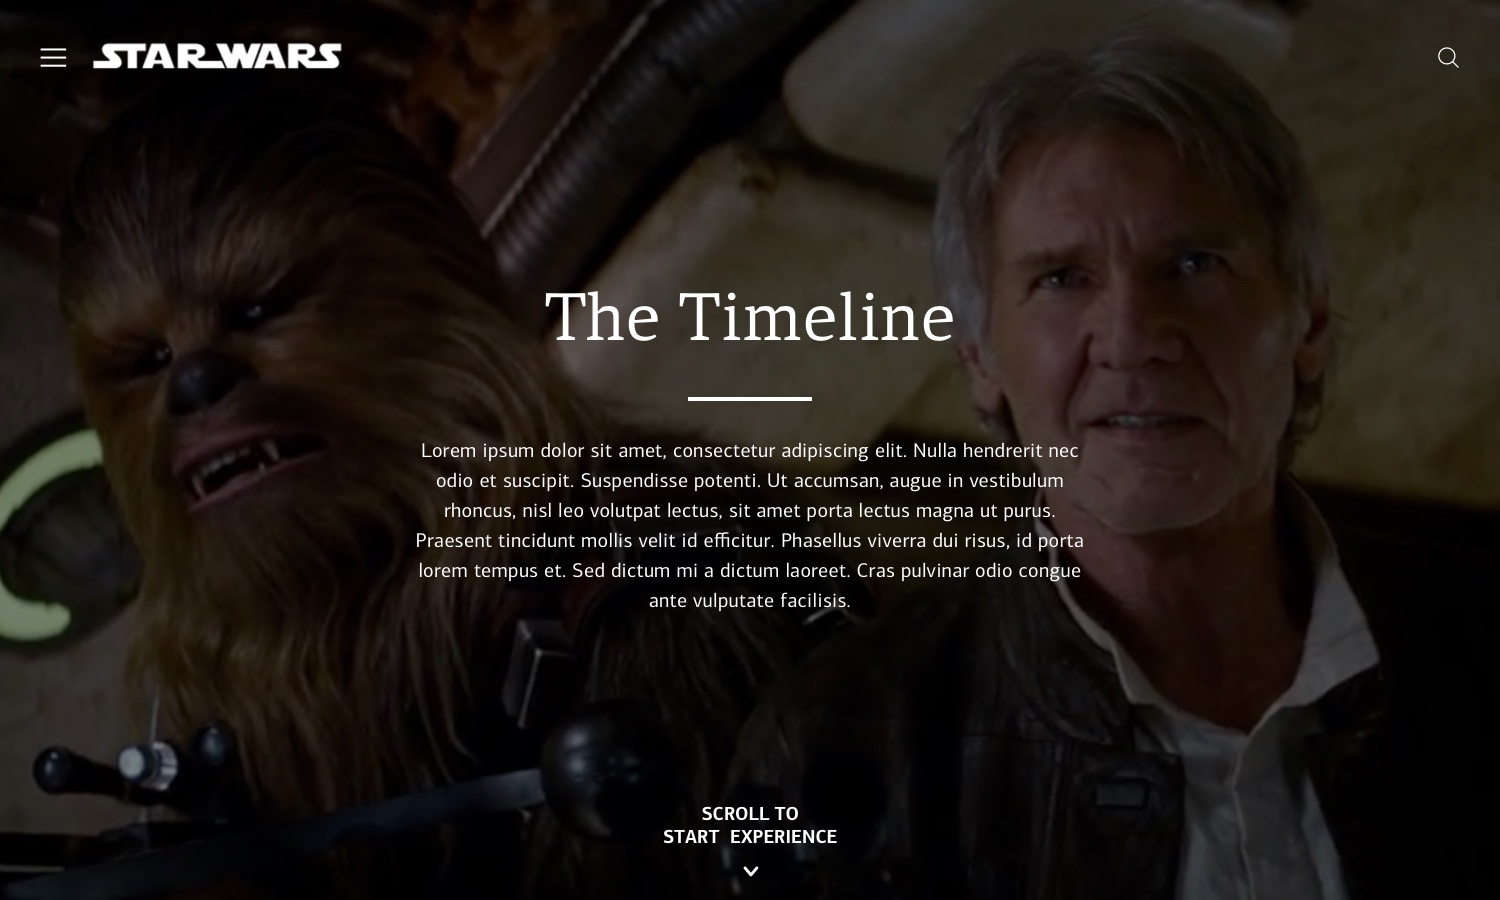 STAR WARS
The Timeline
Lorem ipsum dolor sit amet, consectetur adipiscing elit. Nulla hendrerit nec
odio et suscipit. Suspendisse potenti. Ut accumsan, augue in vestibulum
rhoncus, nisl leo volutpat lectus, sit amet porta lectus magna ut purus.
Praesent tincidunt mollis velit id efficitur. Phasellus viverra dui risus, id porta
lorem tempus et. Sed dictum mi a dictum laoreet. Cras pulvinar odio congue
ante vulputate facilisis.
SCROLL TO
START EXPERIENCE